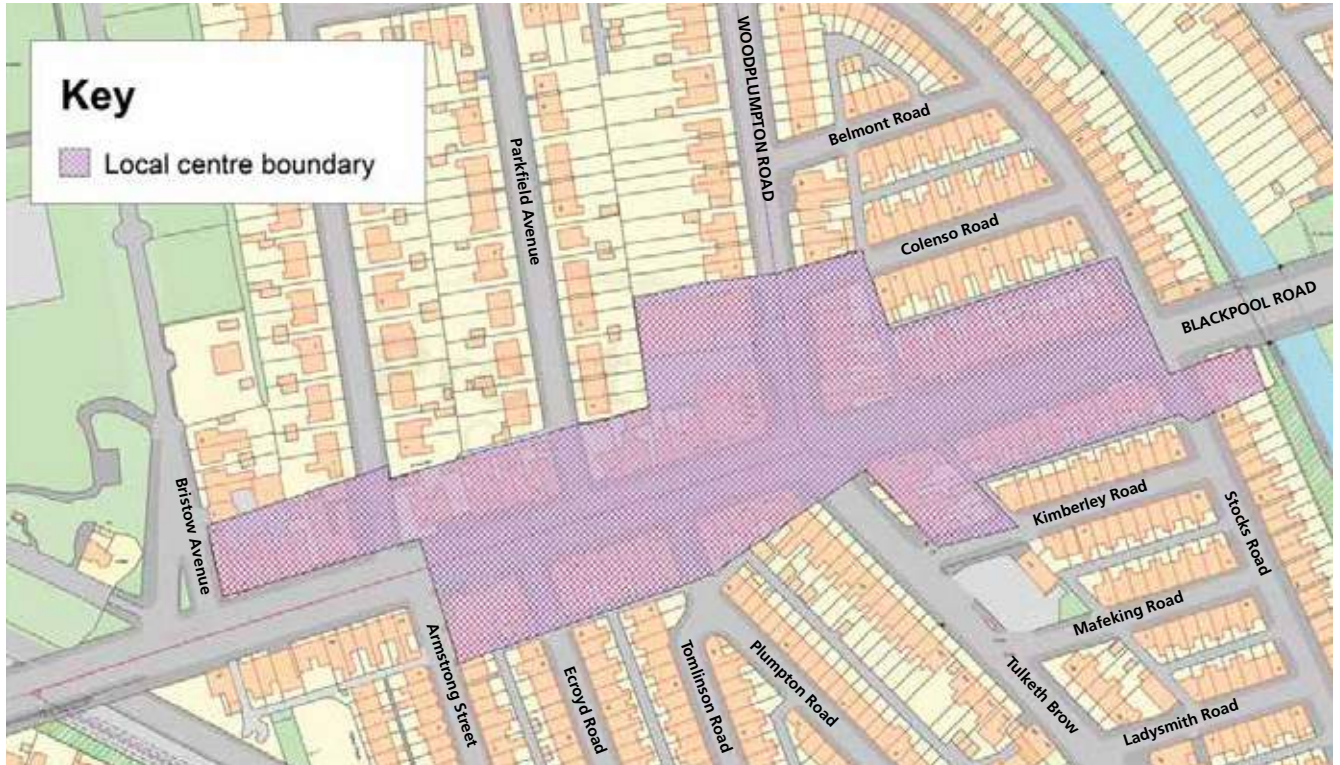 Key
Local centre boundary
WOODPLUMPTON ROAD
Belmont Road
Parkfield Avenue
Colenso Road
BLACKPOOL ROAD
Bristow Avenue
Kimberley Road
Stocks Road
Mafeking Road
Armstrong Street
Ecroyd Road
Tomlinson Road
Plumpton Road
Tulketh Brow
Ladysmith Road